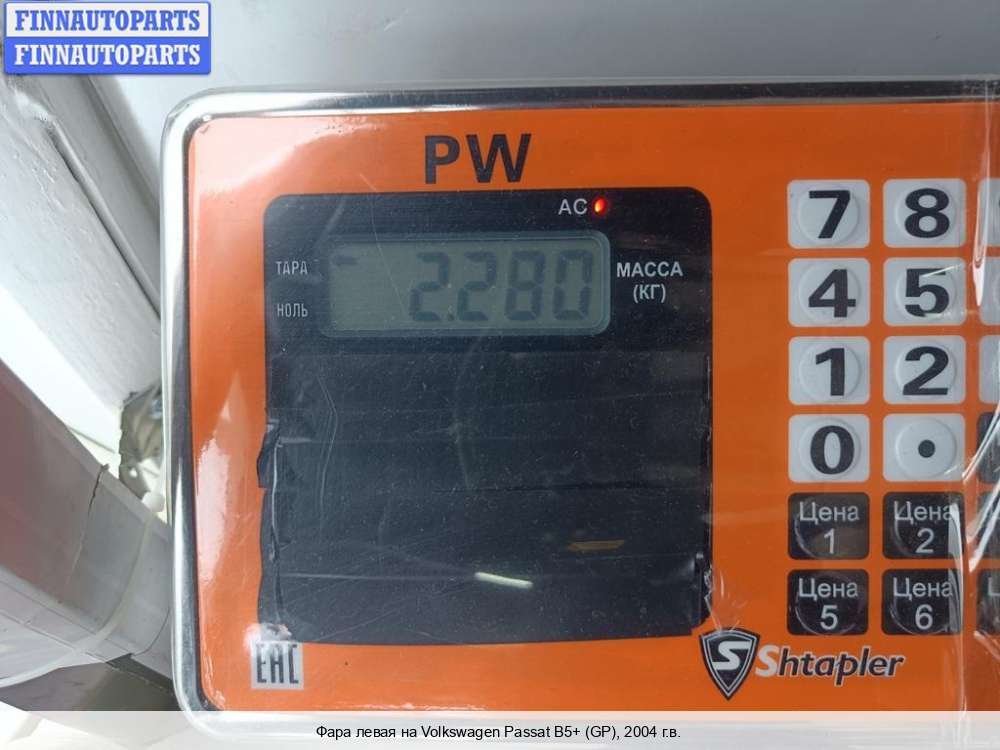 FINNAUTOPARTS
FINNAUTOPARTS
PW
AC
ТАРА
НОЛЬ
2.280
МАССА
(КГ)
7 8
4 5
1 2
0 •
Цена 1
Цена 2
Цена 5
Цена 6
EAC
S Shtapler
Фара левая на Volkswagen Passat B5+ (GP), 2004 г.в.